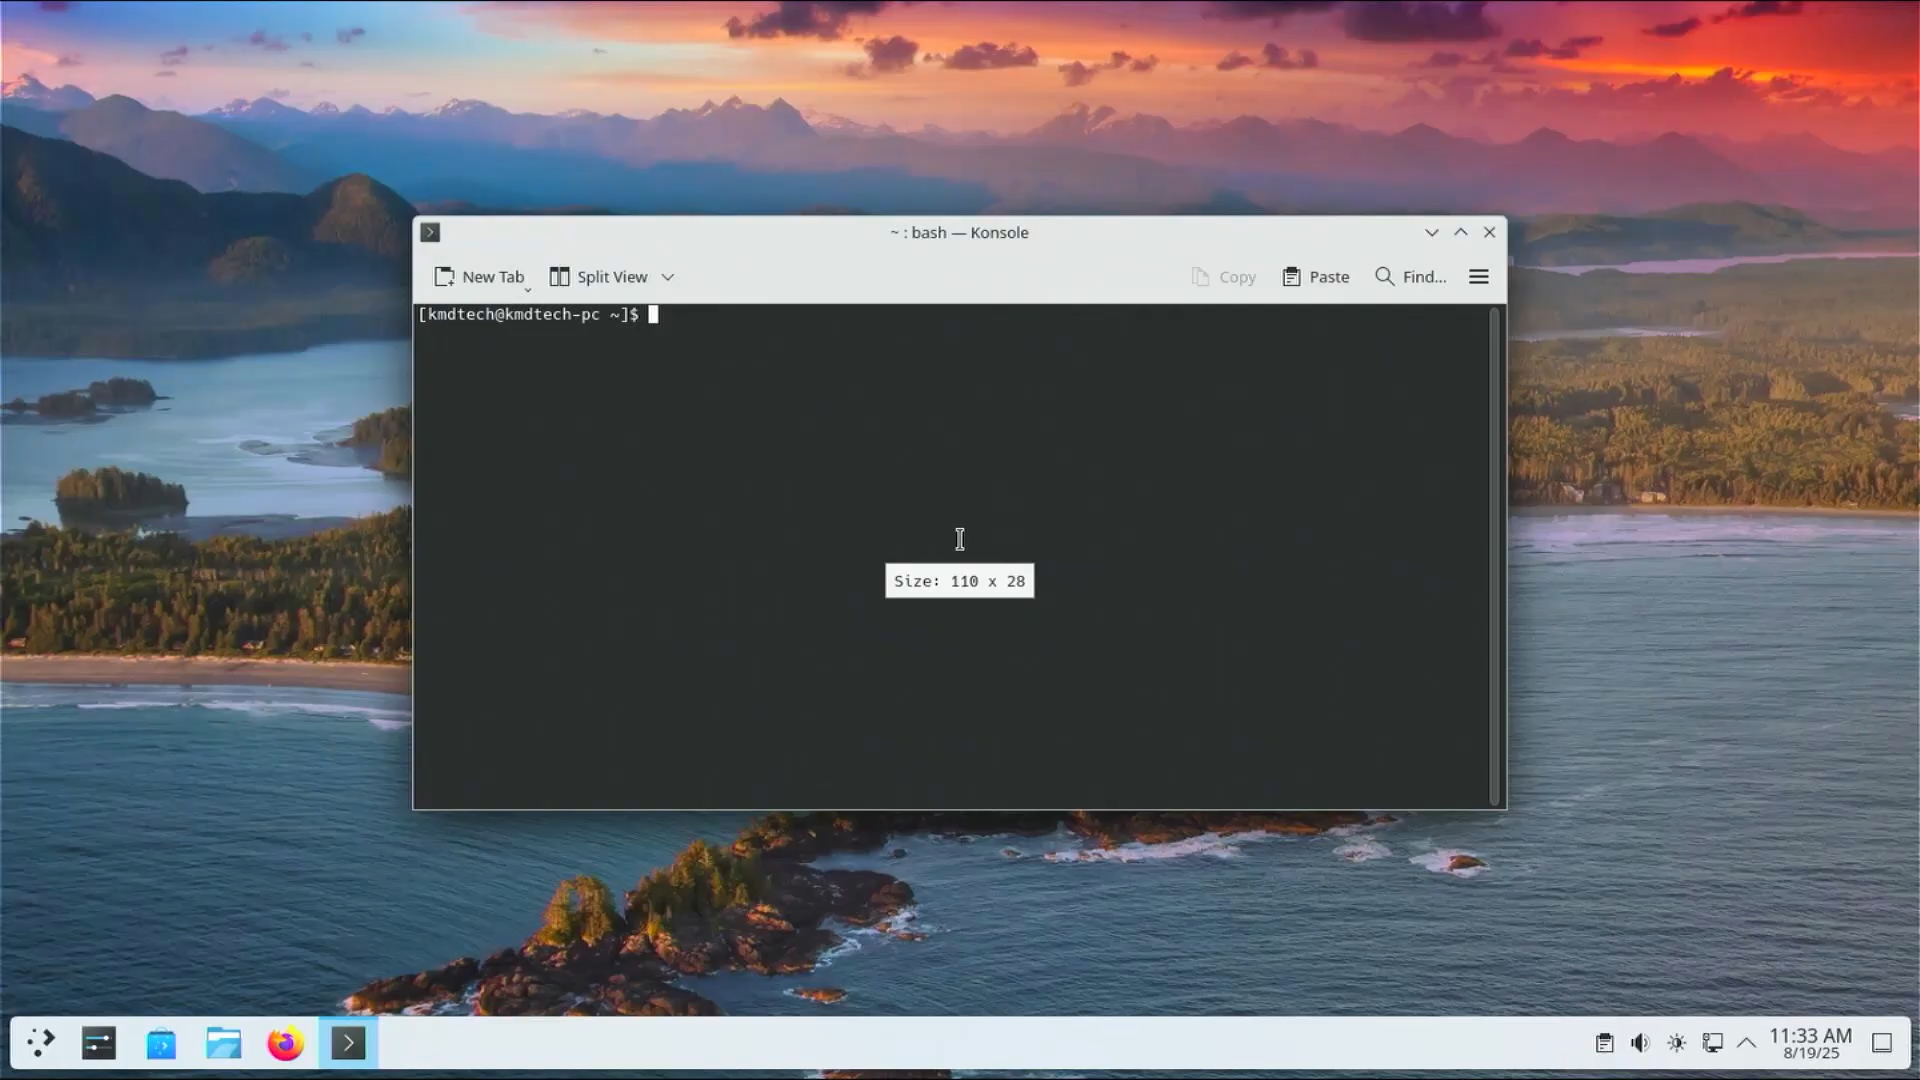 ~ : bash — Konsole
New Tab
Split View
Copy
Paste
Find...
[kmdtech@kmdtech-pc ~]$
Size: 110 x 28
11:33 AM
8/19/25